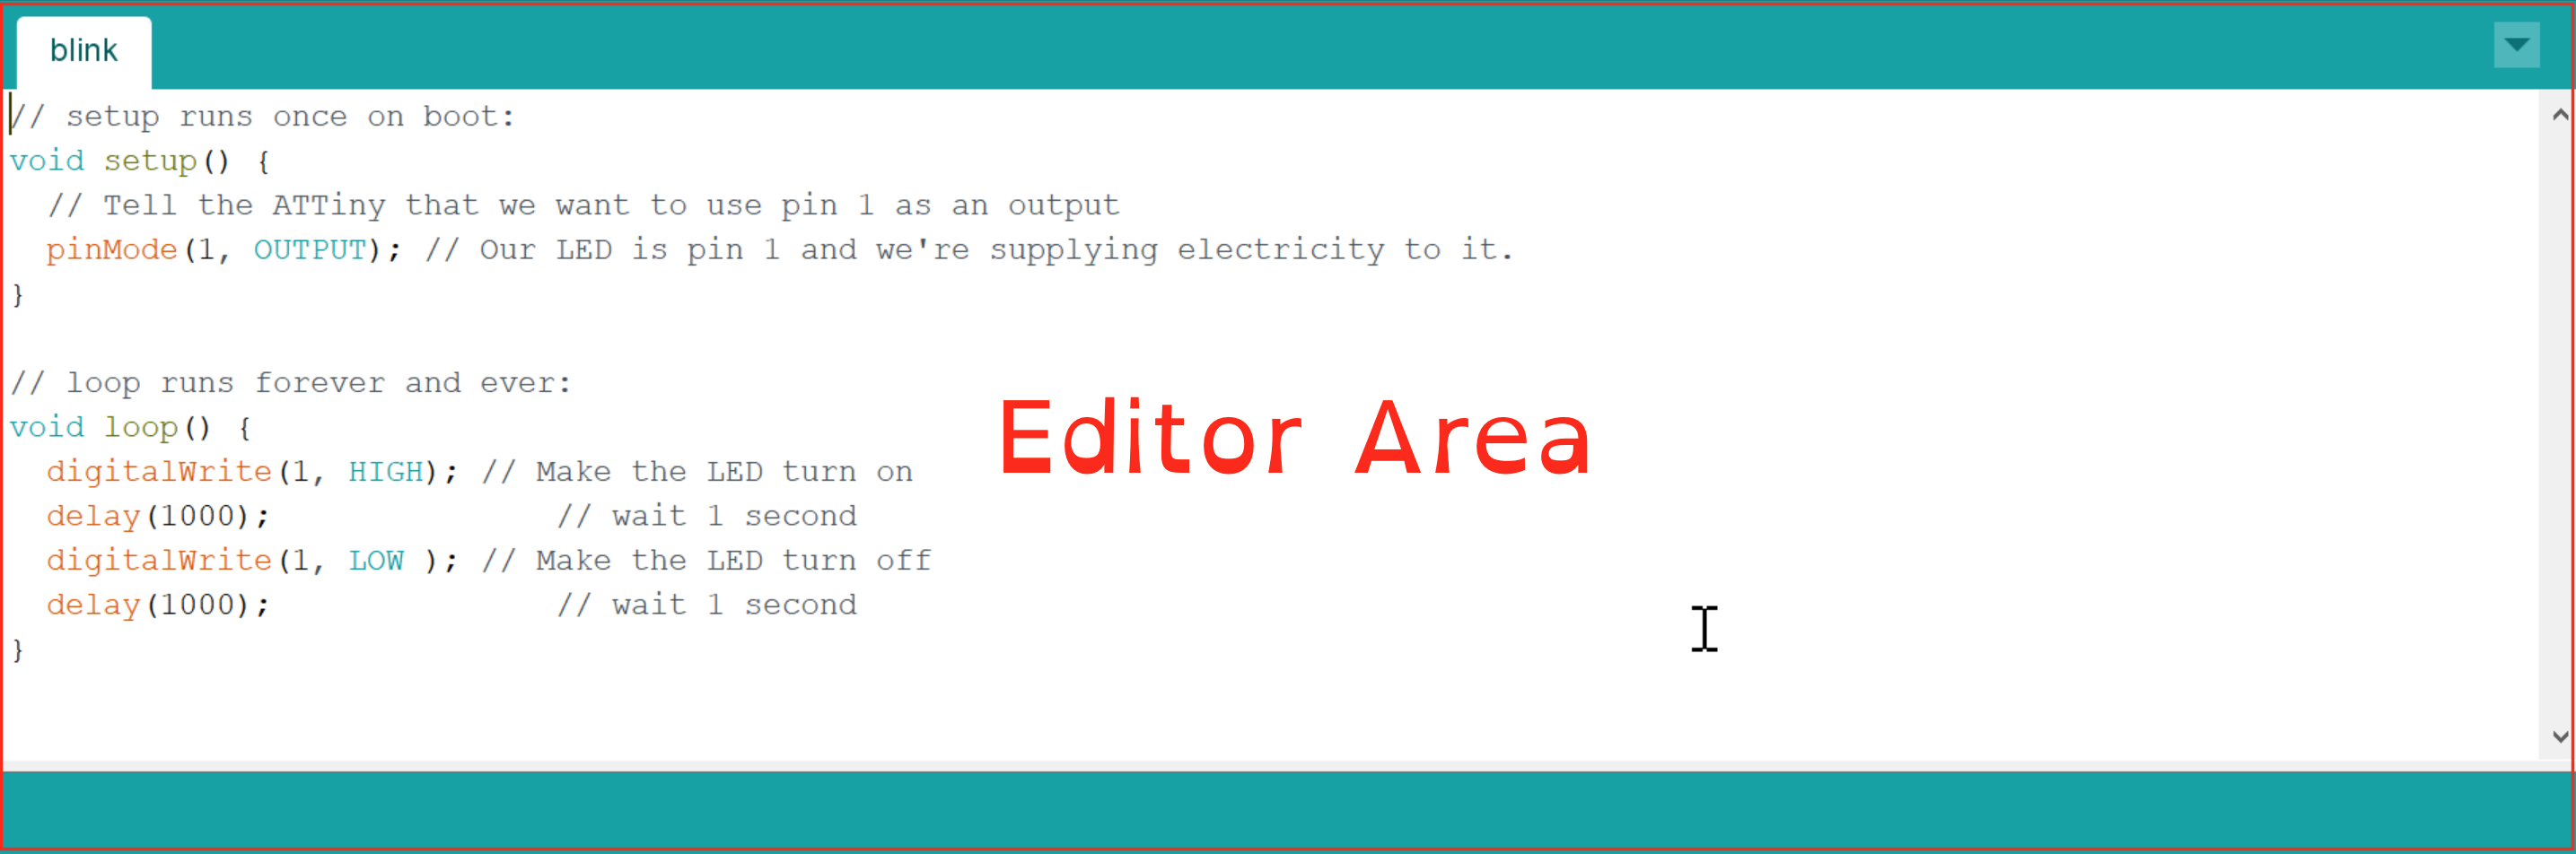 blink
// setup runs once on boot:
void setup() {
  // Tell the ATTiny that we want to use pin 1 as an output
  pinMode(1, OUTPUT); // Our LED is pin 1 and we're supplying electricity to it.
}

// loop runs forever and ever:
void loop() {
  digitalWrite(1, HIGH); // Make the LED turn on
  delay(1000);               // wait 1 second
  digitalWrite(1, LOW ); // Make the LED turn off
  delay(1000);               // wait 1 second
}
Editor Area